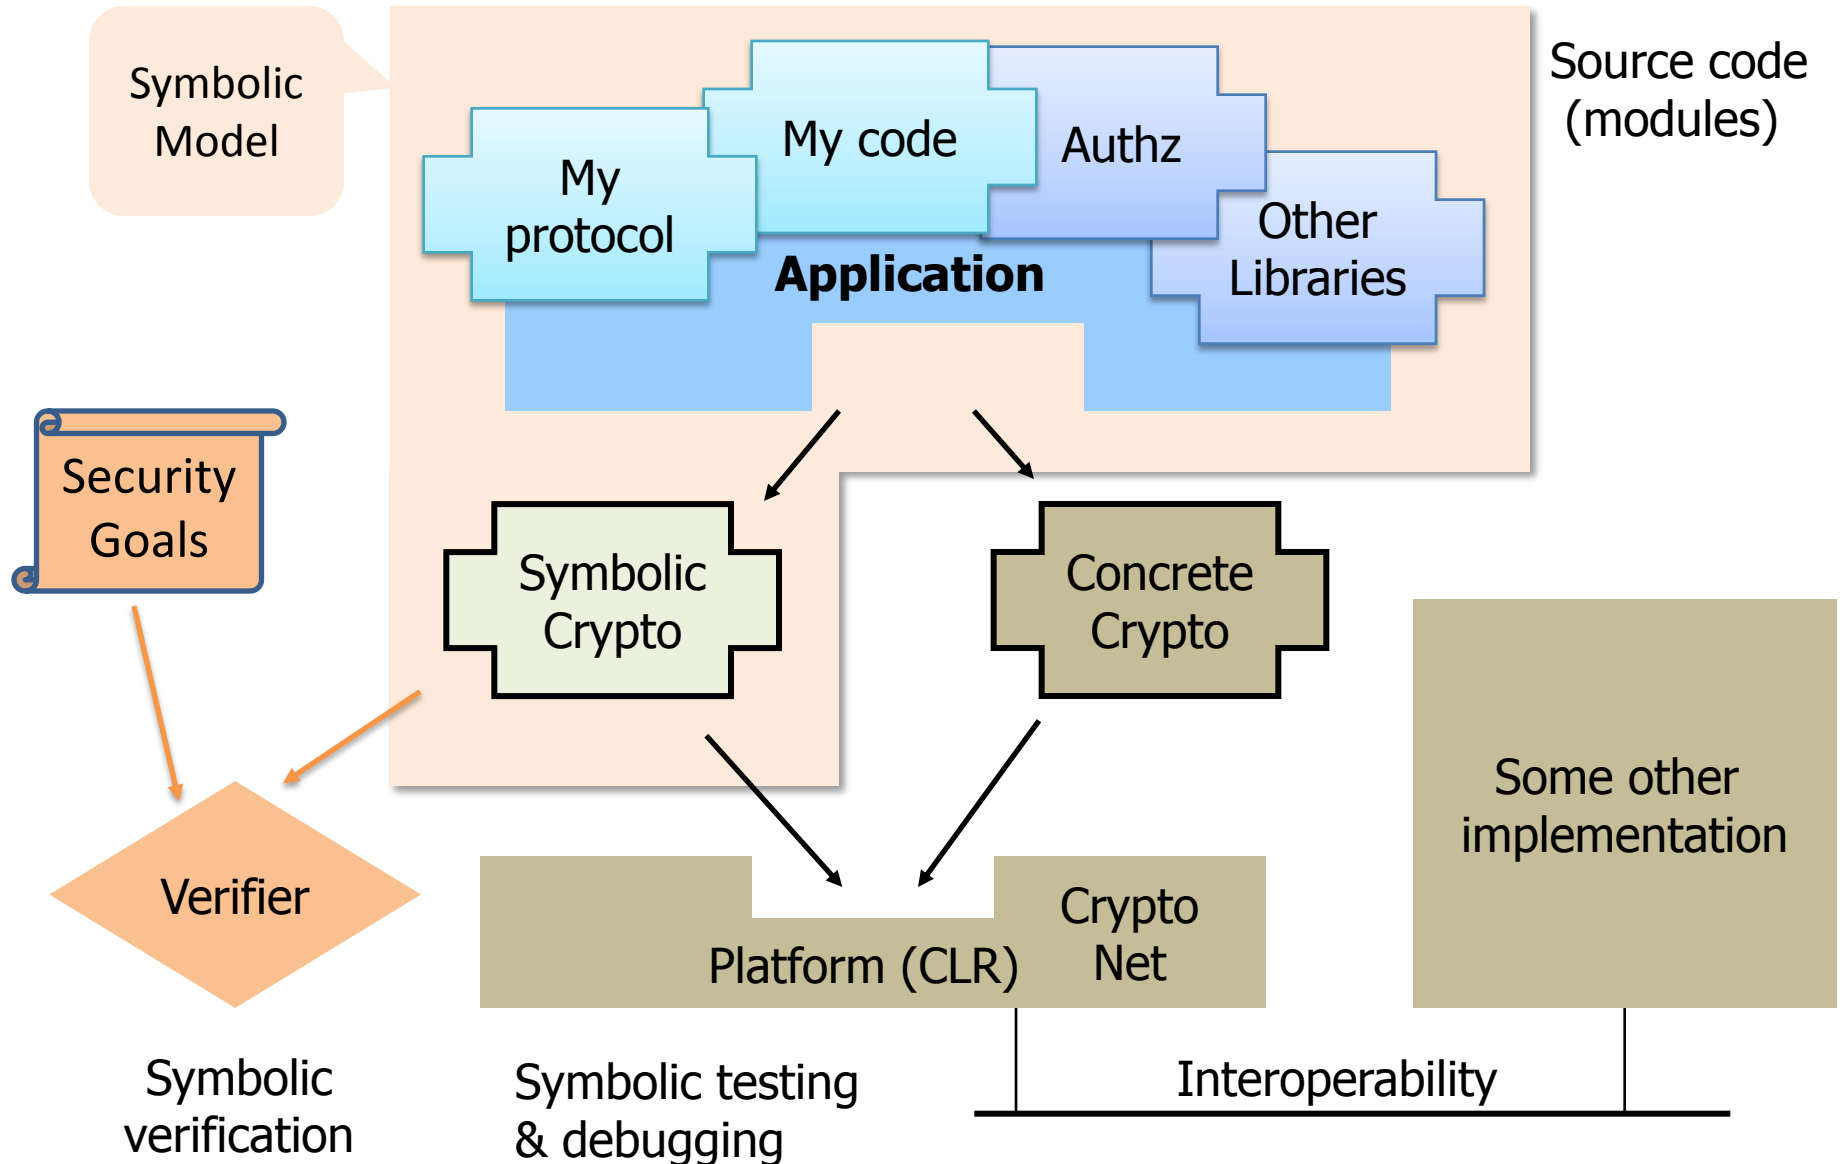 Symbolic
Model
Source code
(modules)
My code
Authz
My
protocol
Other
Libraries
Application
Security
Goals
Symbolic
Crypto
Concrete
Crypto
Some other
implementation
Verifier
Platform (CLR)
Crypto
Net
Symbolic
verification
Symbolic testing
& debugging
Interoperability